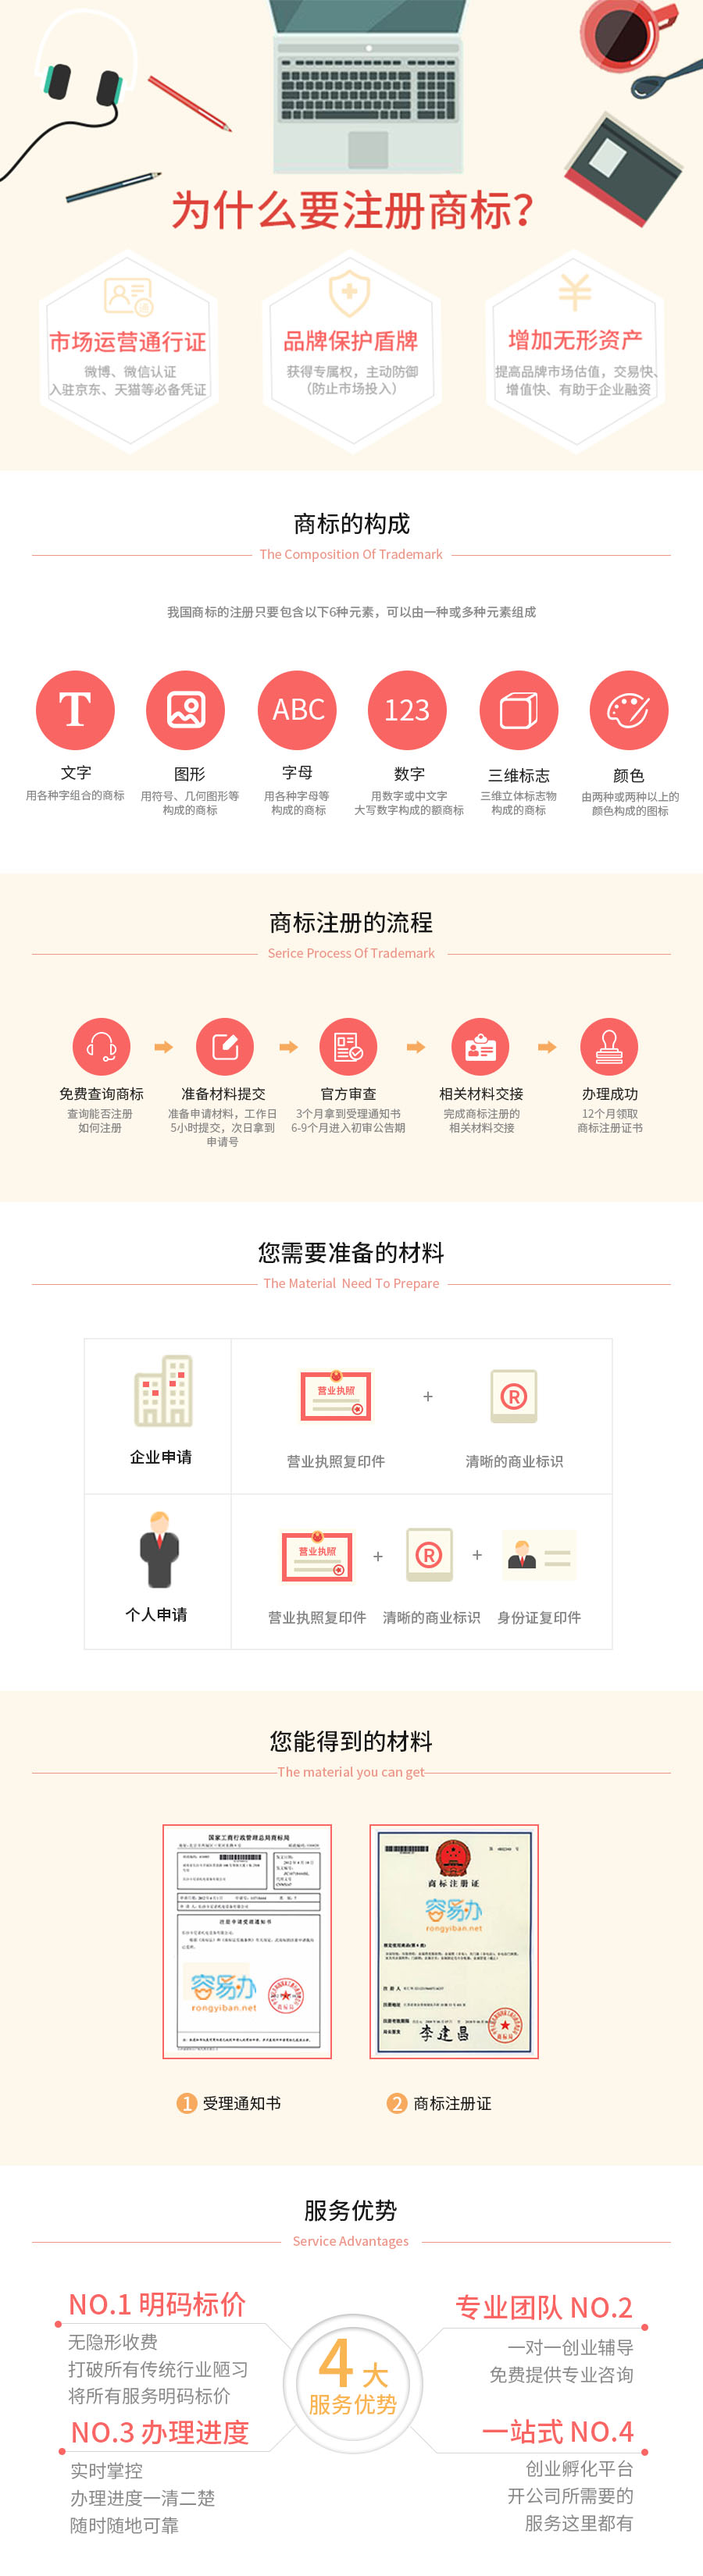 为什么要注册商标?
市场运营通行证
微博、微信认证
入驻京东、天猫等必备凭证
品牌保护盾牌
获得专属权，主动防御
（防止市场投入）
增加无形资产
提高品牌市场估值，交易快、
增值快、有助于企业融资
商标的构成
The Composition Of Trademark
我国商标的注册只要包含以下6种元素，可以由一种或多种元素组成
T
ABC
123
文字
用各种字组合的商标
图形
用符号、几何图形等
构成的商标
字母
用各种字母等
构成的商标
数字
用数字或中文字
大写数字构成的额商标
三维标志
三维立体标志物
构成的商标
颜色
由两种或两种以上的
颜色构成的图标
商标注册的流程
Serice Process Of Trademark
免费查询商标
查询能否注册
如何注册
准备材料提交
准备申请材料，工作日
5小时提交，次日拿到
申请号
官方审查
3个月拿到受理通知书
6-9个月进入初审公告期
相关材料交接
完成商标注册的
相关材料交接
办理成功
12个月领取
商标注册证书
您需要准备的材料
The Material Need To Prepare
营业执照
+
R
企业申请
营业执照复印件
清晰的商业标识
营业执照
+
R
+
个人申请
营业执照复印件
清晰的商业标识
身份证复印件
您能得到的材料
The material you can get
国家工商行政管理总局商标局
注册申请受理通知书
容易办
rongyiban.net
商标注册证
容易办
rongyiban.net
李建昌
1 受理通知书
2 商标注册证
服务优势
Service Advantages
NO.1 明码标价
无隐形收费
打破所有传统行业陋习
将所有服务明码标价
专业团队 NO.2
一对一创业辅导
免费提供专业咨询
4大
服务优势
NO.3 办理进度
实时掌控
办理进度一清二楚
随时随地可靠
一站式 NO.4
创业孵化平台
开公司所需要的
服务这里都有